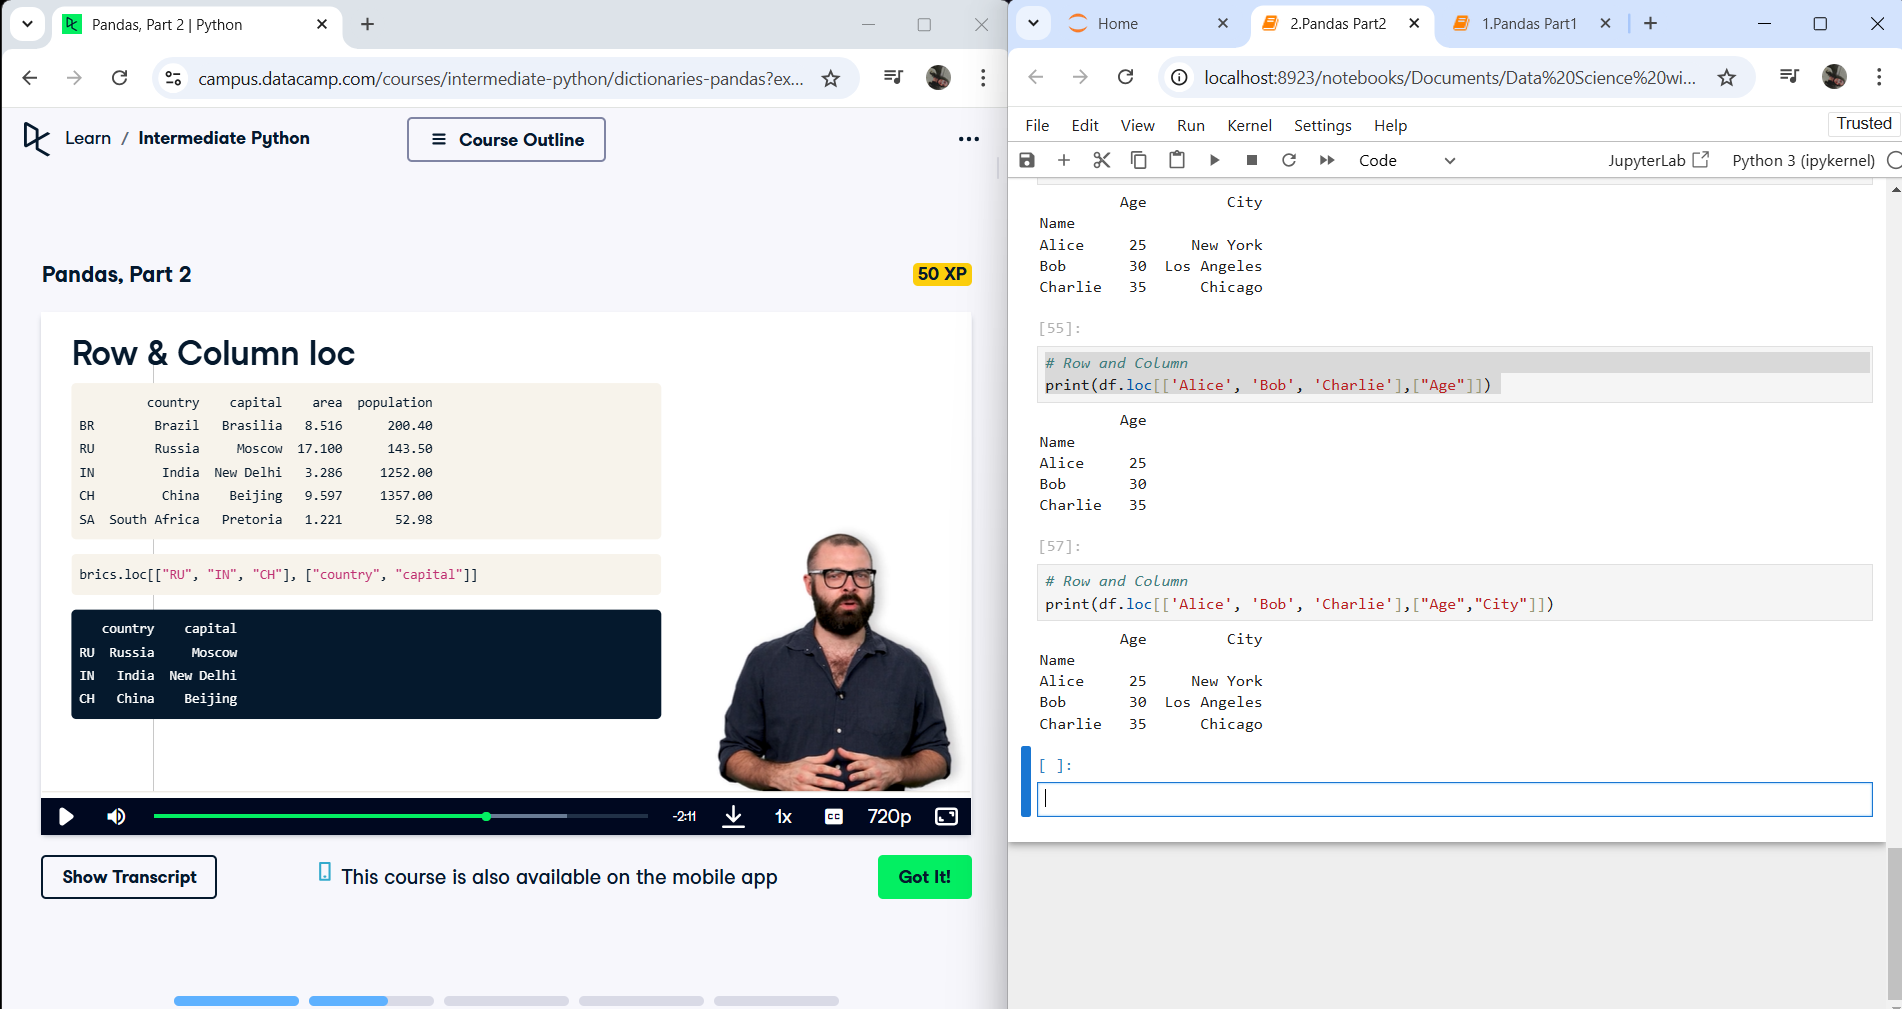 Pandas, Part 2 | Python
campus.datacamp.com/courses/intermediate-python/dictionaries-pandas?ex...
Learn / Intermediate Python
Course Outline
Pandas, Part 2
50 XP
Row & Column loc
country capital area population
BR Brazil Brasilia 8.516 200.40
RU Russia Moscow 17.100 143.50
IN India New Delhi 3.286 1252.00
CH China Beijing 9.597 1357.00
SA South Africa Pretoria 1.221 52.98
brics.loc[["RU", "IN", "CH"], ["country", "capital"]]
country capital
RU Russia Moscow
IN India New Delhi
CH China Beijing
-2:11
1x
CC
720p
Show Transcript
This course is also available on the mobile app
Got It!
Home
2.Pandas Part2
1.Pandas Part1
localhost:8923/notebooks/Documents/Data%20Science%20wi...
File Edit View Run Kernel Settings Help
Trusted
Code
JupyterLab
Python 3 (ipykernel)
Age City
Name
Alice 25 New York
Bob 30 Los Angeles
Charlie 35 Chicago
[55]:
# Row and Column
print(df.loc[['Alice', 'Bob', 'Charlie'],["Age"]])
Age
Name
Alice 25
Bob 30
Charlie 35
[57]:
# Row and Column
print(df.loc[['Alice', 'Bob', 'Charlie'],["Age","City"]])
Age City
Name
Alice 25 New York
Bob 30 Los Angeles
Charlie 35 Chicago
[ ]: